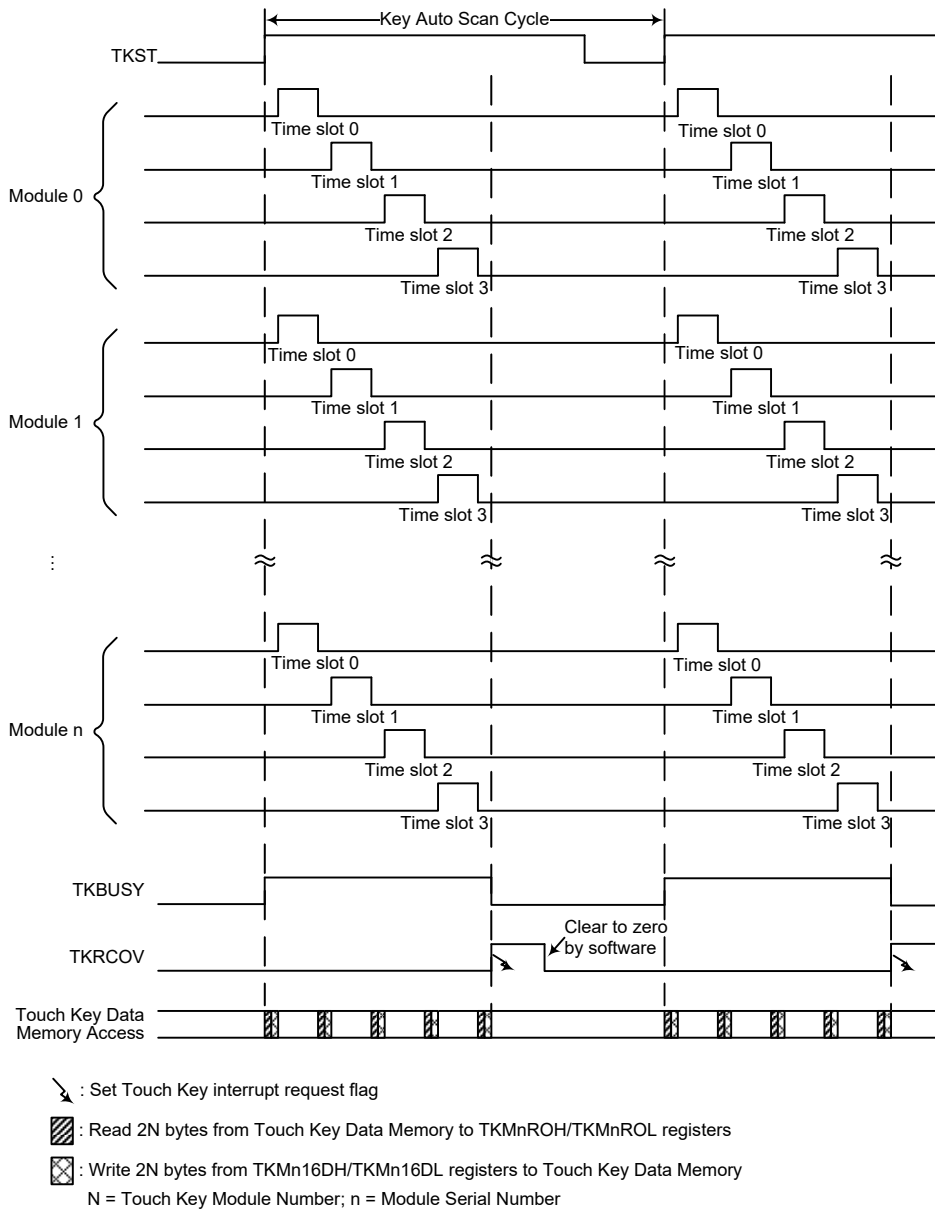 Key Auto Scan Cycle
TKST
Time slot 0 Time slot 0
Time slot 1 Time slot 1
Module 0
Time slot 2 Time slot 2
Time slot 3 Time slot 3
Time slot 0 Time slot 0
Time slot 1 Time slot 1
Module 1
Time slot 2 Time slot 2
Time slot 3 Time slot 3
⋮
Time slot 0 Time slot 0
Time slot 1 Time slot 1
Module n
Time slot 2 Time slot 2
Time slot 3 Time slot 3
TKBUSY
Clear to zero
by software
TKRCOV
Touch Key Data
Memory Access
: Set Touch Key interrupt request flag
: Read 2N bytes from Touch Key Data Memory to TKMnROH/TKMnROL registers
: Write 2N bytes from TKMn16DH/TKMn16DL registers to Touch Key Data Memory
N = Touch Key Module Number; n = Module Serial Number